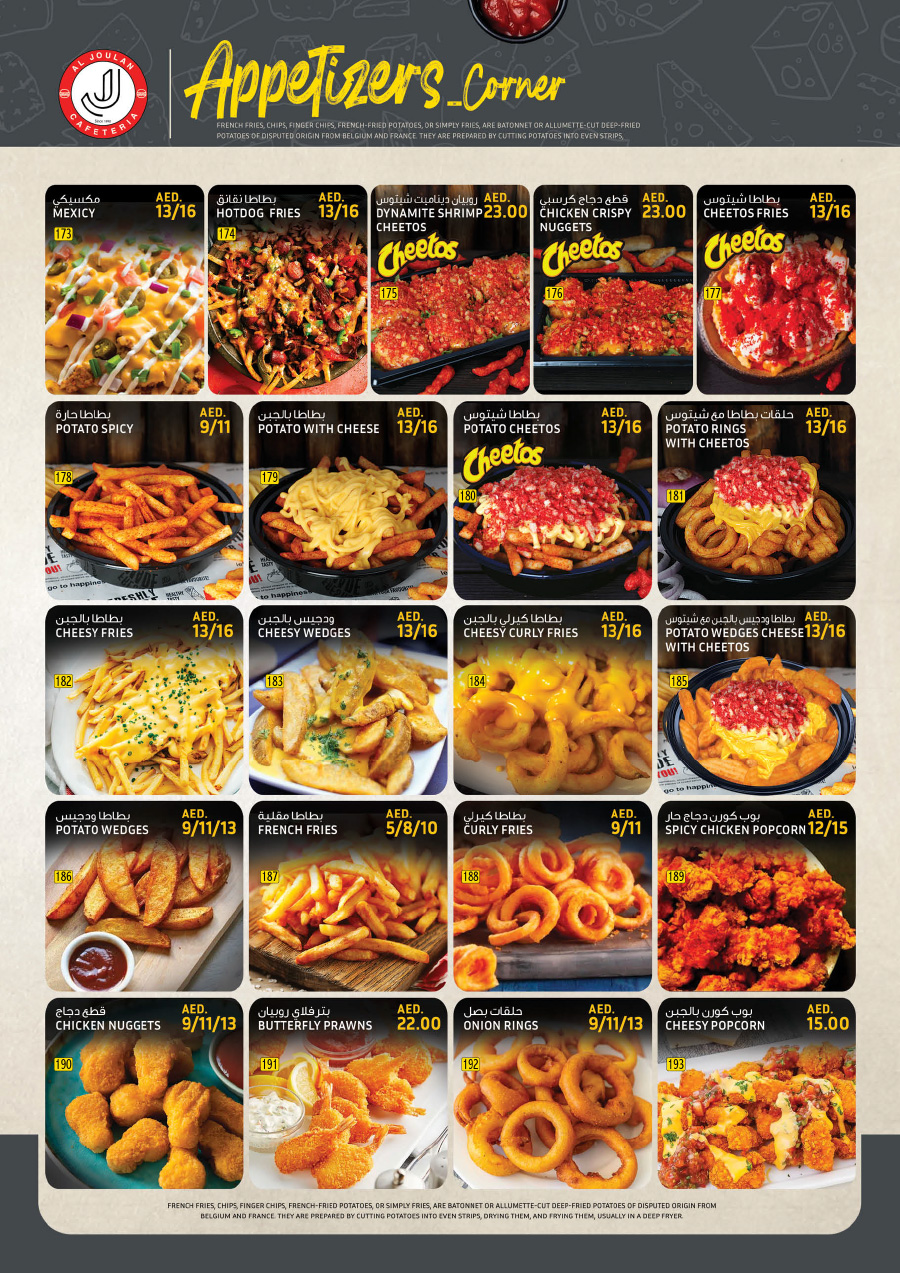 AL JOULAN
Since 1992
CAFETERIA
Appetizers_Corner
FRENCH FRIES, CHIPS, FINGER CHIPS, FRENCH-FRIED POTATOES, OR SIMPLY FRIES, ARE BATONNET OR ALLUMETTE-CUT DEEP-FRIED
POTATOES OF DISPUTED ORIGIN FROM BELGIUM AND FRANCE. THEY ARE PREPARED BY CUTTING POTATOES INTO EVEN STRIPS,
مكسيكي
MEXICY
AED.
13/16
173
بطاطا نقانق
HOTDOG FRIES
AED.
13/16
174
روبيان ديناميت شيتوس
DYNAMITE SHRIMP
CHEETOS
AED.
23.00
Cheetos
175
قطع دجاج كرسبي
CHICKEN CRISPY
NUGGETS
AED.
23.00
Cheetos
176
بطاطا شيتوس
CHEETOS FRIES
AED.
13/16
Cheetos
177
بطاطا حارة
POTATO SPICY
AED.
9/11
178
بطاطا بالجبن
POTATO WITH CHEESE
AED.
13/16
179
بطاطا شيتوس
POTATO CHEETOS
AED.
13/16
Cheetos
180
حلقات بطاطا مع شيتوس
POTATO RINGS
WITH CHEETOS
AED.
13/16
181
بطاطا بالجبن
CHEESY FRIES
AED.
13/16
182
ودجيس بالجبن
CHEESY WEDGES
AED.
13/16
183
بطاطا كيرلي بالجبن
CHEESY CURLY FRIES
AED.
13/16
184
بطاطا ودجيس بالجبن مع شيتوس
POTATO WEDGES CHEESE
WITH CHEETOS
AED.
13/16
185
بطاطا ودجيس
POTATO WEDGES
AED.
9/11/13
186
بطاطا مقلية
FRENCH FRIES
AED.
5/8/10
187
بطاطا كيرلي
CURLY FRIES
AED.
9/11
188
بوب كورن دجاج حار
SPICY CHICKEN POPCORN
AED.
12/15
189
قطع دجاج
CHICKEN NUGGETS
AED.
9/11/13
190
بترفلاي روبيان
BUTTERFLY PRAWNS
AED.
22.00
191
حلقات بصل
ONION RINGS
AED.
9/11/13
192
بوب كورن بالجبن
CHEESY POPCORN
AED.
15.00
193
FRENCH FRIES, CHIPS, FINGER CHIPS, FRENCH-FRIED POTATOES, OR SIMPLY FRIES, ARE BATONNET OR ALLUMETTE-CUT DEEP-FRIED POTATOES OF DISPUTED ORIGIN FROM
BELGIUM AND FRANCE. THEY ARE PREPARED BY CUTTING POTATOES INTO EVEN STRIPS, DRYING THEM, AND FRYING THEM, USUALLY IN A DEEP FRYER.